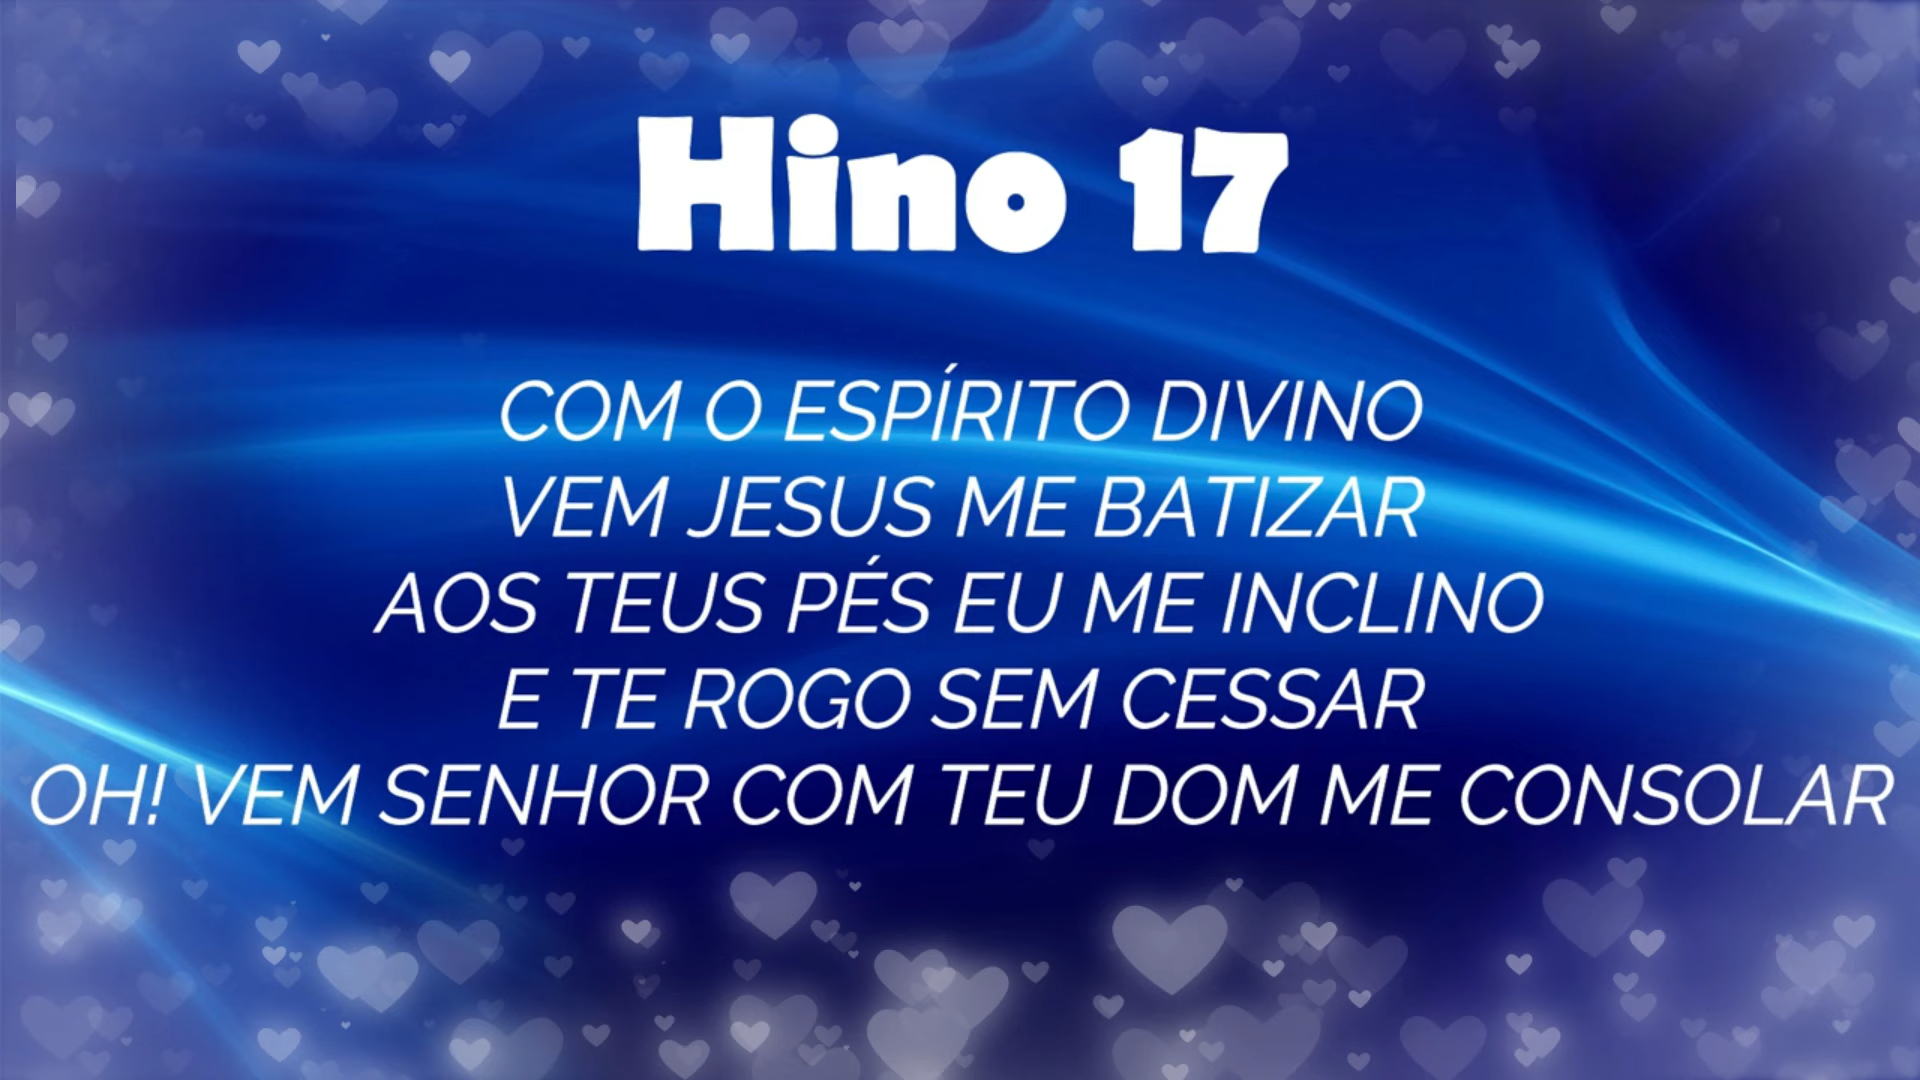 Hino 17
COM O ESPÍRITO DIVINO
VEM JESUS ME BATIZAR
AOS TEUS PÉS EU ME INCLINO
E TE ROGO SEM CESSAR
OH! VEM SENHOR COM TEU DOM ME CONSOLAR